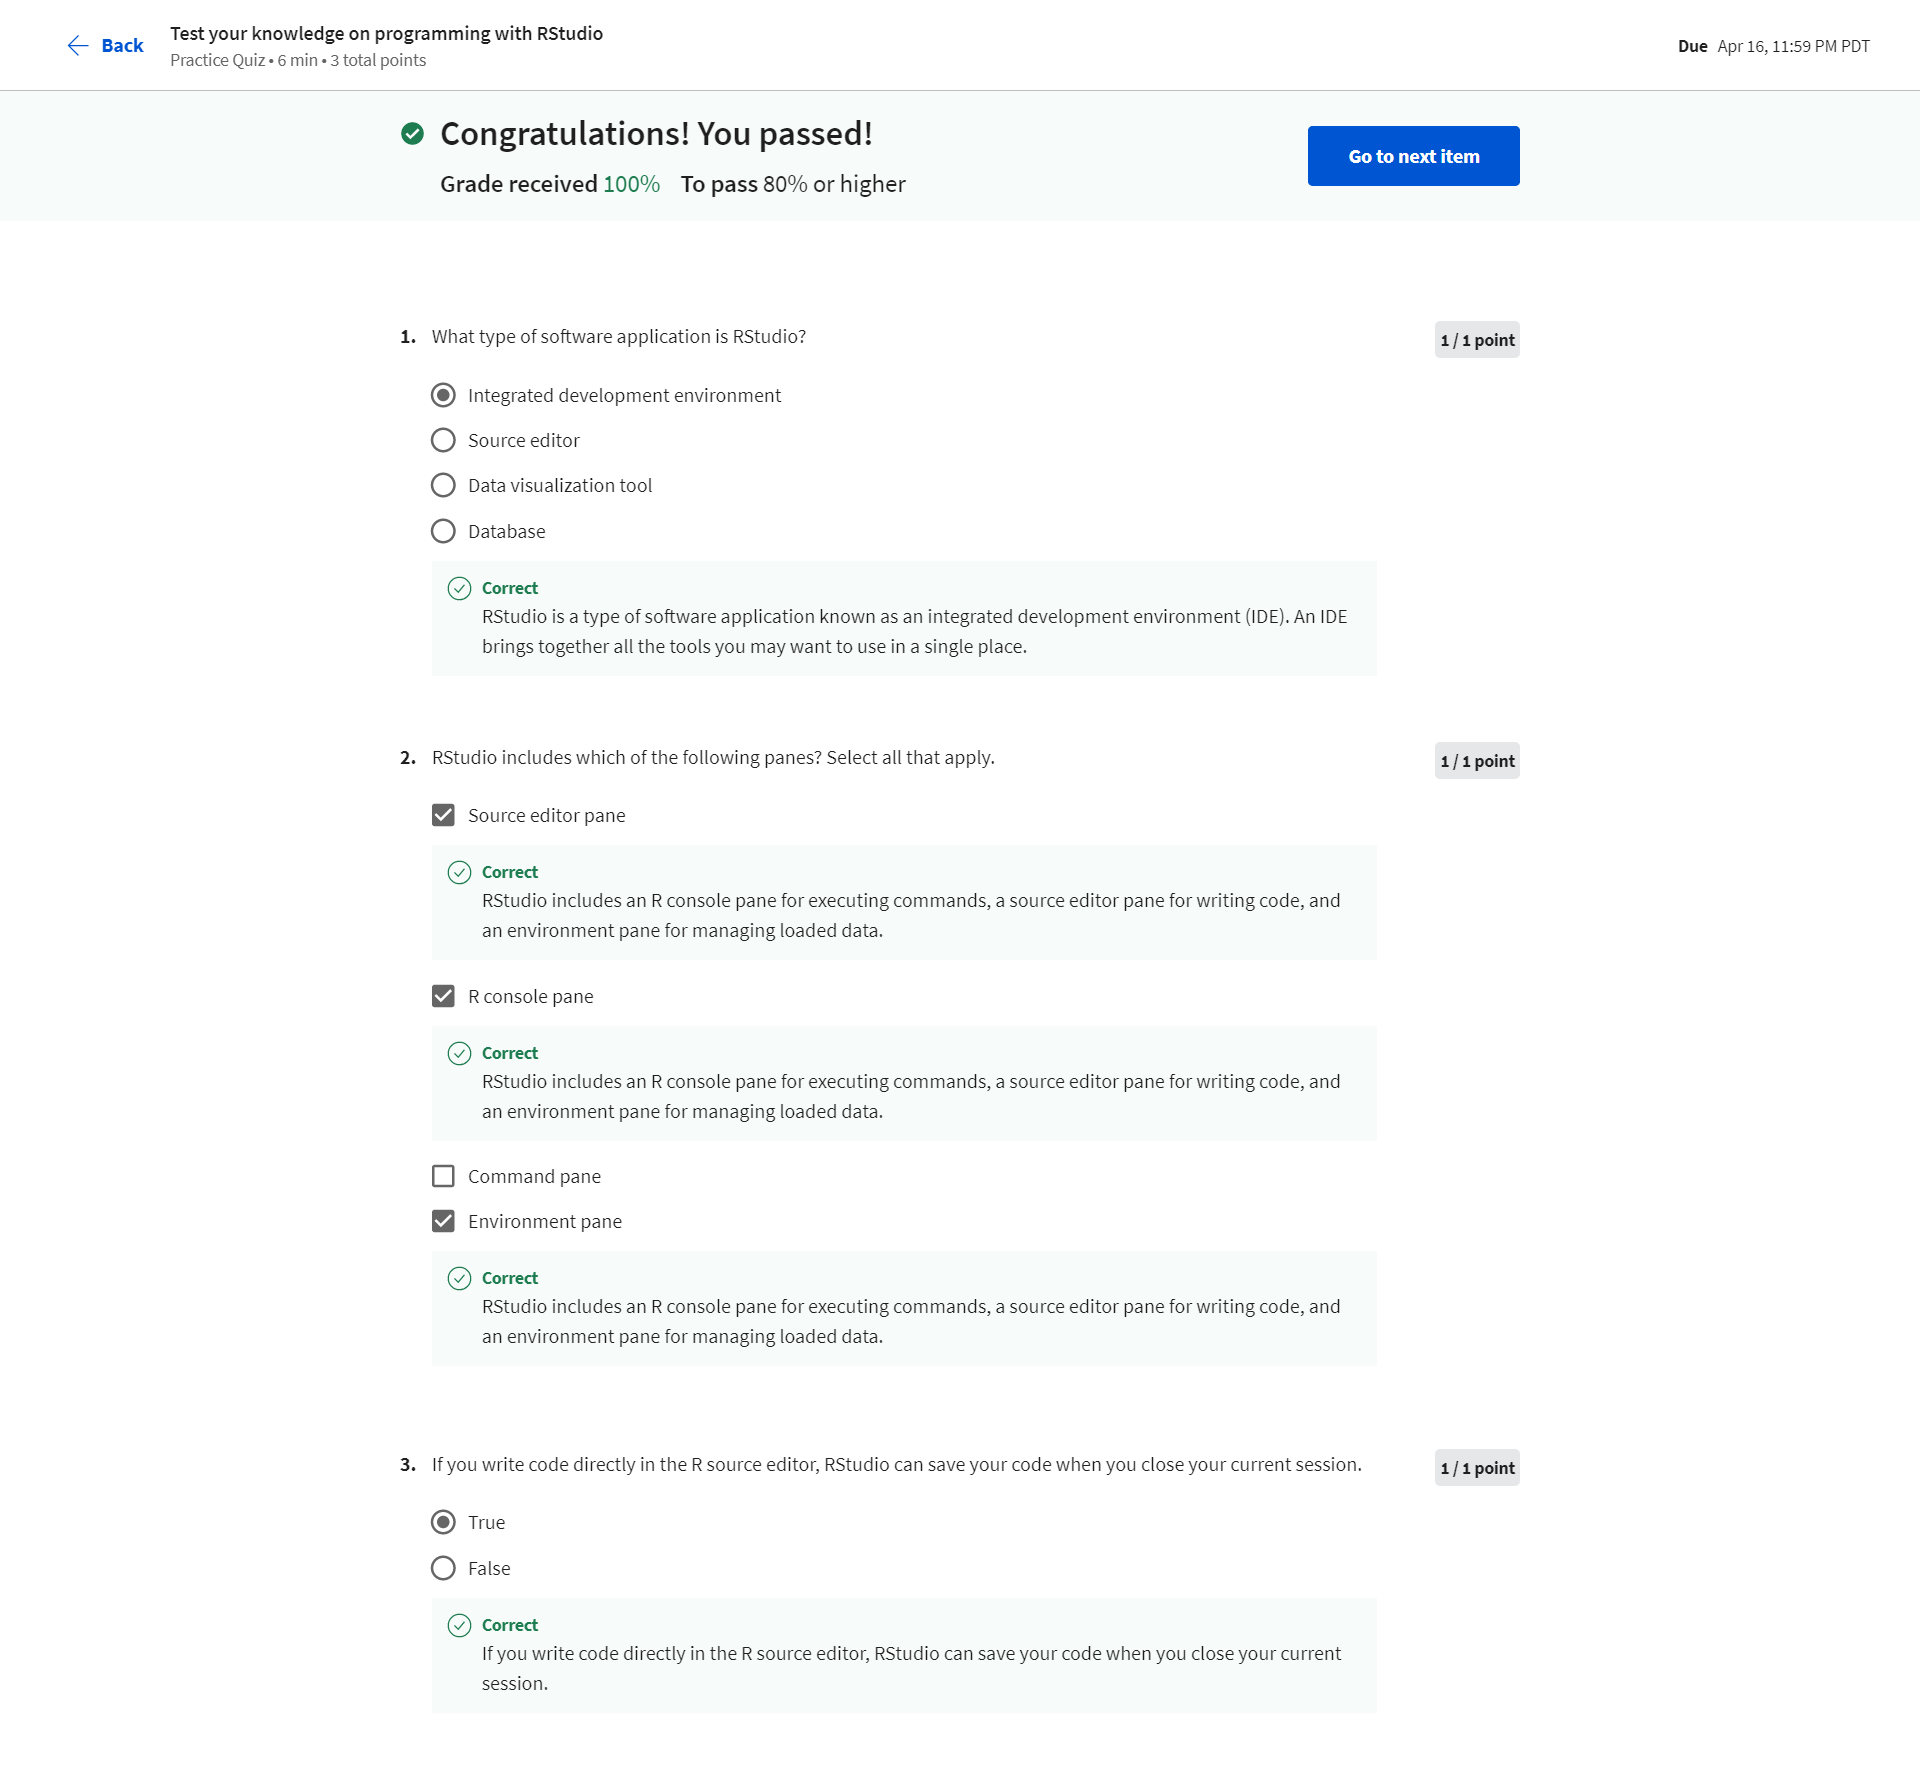 Back
Test your knowledge on programming with RStudio
Practice Quiz • 6 min • 3 total points
Due Apr 16, 11:59 PM PDT
Congratulations! You passed!
Grade received 100% To pass 80% or higher
Go to next item
1. What type of software application is RStudio?
1 / 1 point
Integrated development environment
Source editor
Data visualization tool
Database
Correct
RStudio is a type of software application known as an integrated development environment (IDE). An IDE
brings together all the tools you may want to use in a single place.
2. RStudio includes which of the following panes? Select all that apply.
1 / 1 point
Source editor pane
Correct
RStudio includes an R console pane for executing commands, a source editor pane for writing code, and
an environment pane for managing loaded data.
R console pane
Correct
RStudio includes an R console pane for executing commands, a source editor pane for writing code, and
an environment pane for managing loaded data.
Command pane
Environment pane
Correct
RStudio includes an R console pane for executing commands, a source editor pane for writing code, and
an environment pane for managing loaded data.
3. If you write code directly in the R source editor, RStudio can save your code when you close your current session.
1 / 1 point
True
False
Correct
If you write code directly in the R source editor, RStudio can save your code when you close your current
session.